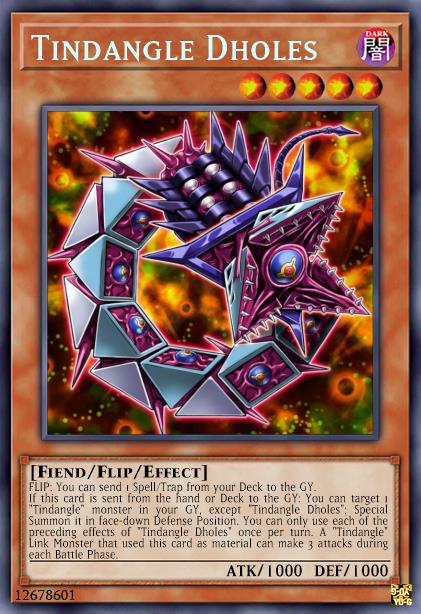 TINDANGLE DHOLES
DARK
闇
[FIEND/FLIP/EFFECT]
FLIP: You can send 1 Spell/Trap from your Deck to the GY.
If this card is sent from the hand or Deck to the GY: You can target 1
"Tindangle" monster in your GY, except "Tindangle Dholes"; Special
Summon it in face-down Defense Position. You can only use each of the
preceding effects of "Tindangle Dholes" once per turn. A "Tindangle"
Link Monster that used this card as material can make 3 attacks during
each Battle Phase.
ATK/1000 DEF/1000
12678601